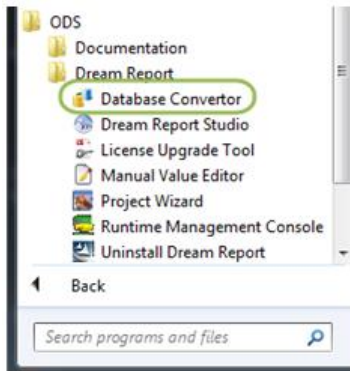 ODS
Documentation
Dream Report
Database Convertor
Dream Report Studio
License Upgrade Tool
Manual Value Editor
Project Wizard
Runtime Management Console
Uninstall Dream Report
Back
Search programs and files